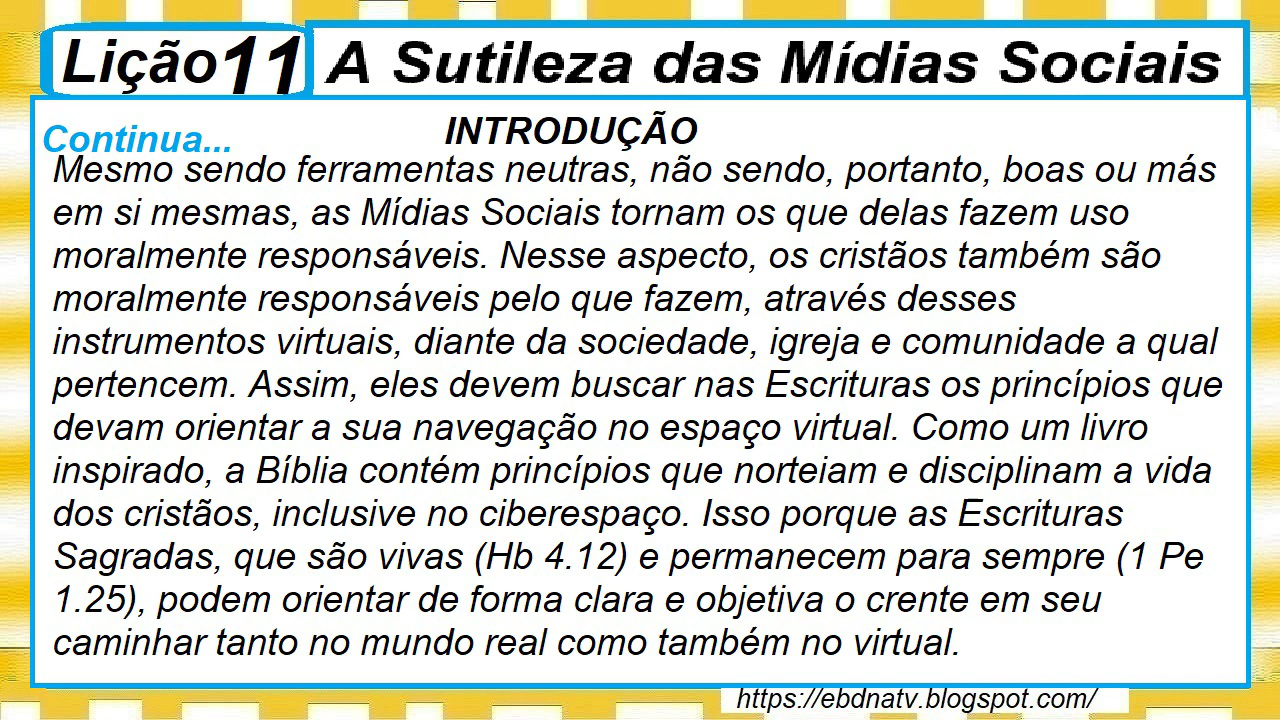 Lição11 A Sutileza das Mídias Sociais
Continua...
INTRODUÇÃO
Mesmo sendo ferramentas neutras, não sendo, portanto, boas ou más
em si mesmas, as Mídias Sociais tornam os que delas fazem uso
moralmente responsáveis. Nesse aspecto, os cristãos também são
moralmente responsáveis pelo que fazem, através desses
instrumentos virtuais, diante da sociedade, igreja e comunidade a qual
pertencem. Assim, eles devem buscar nas Escrituras os princípios que
devam orientar a sua navegação no espaço virtual. Como um livro
inspirado, a Bíblia contém princípios que norteiam e disciplinam a vida
dos cristãos, inclusive no ciberespaço. Isso porque as Escrituras
Sagradas, que são vivas (Hb 4.12) e permanecem para sempre (1 Pe
1.25), podem orientar de forma clara e objetiva o crente em seu
caminhar tanto no mundo real como também no virtual.
https://ebdnatv.blogspot.com/